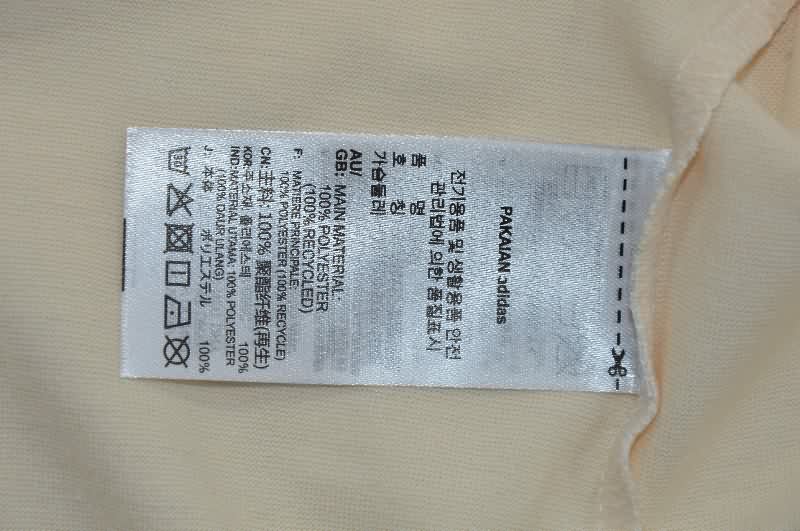 PAKAIAN adidas
전기용품 및 생활용품 안전
관리법에 의한 품질표시
품 명
호 칭
가슴둘레
AU/
GB: MAIN MATERIAL:
100% POLYESTER
(100% RECYCLED)
F: MATIERE PRINCIPALE:
100% POLYESTER (100% RECYCLE)
CN: 主料: 100% 聚酯纤维(再生)
KOR:주소재 폴리에스터 100%
IND:MATERIAL UTAMA: 100% POLYESTER
(100% DAUR ULANG)
J: 本体 ポリエステル 100%
30